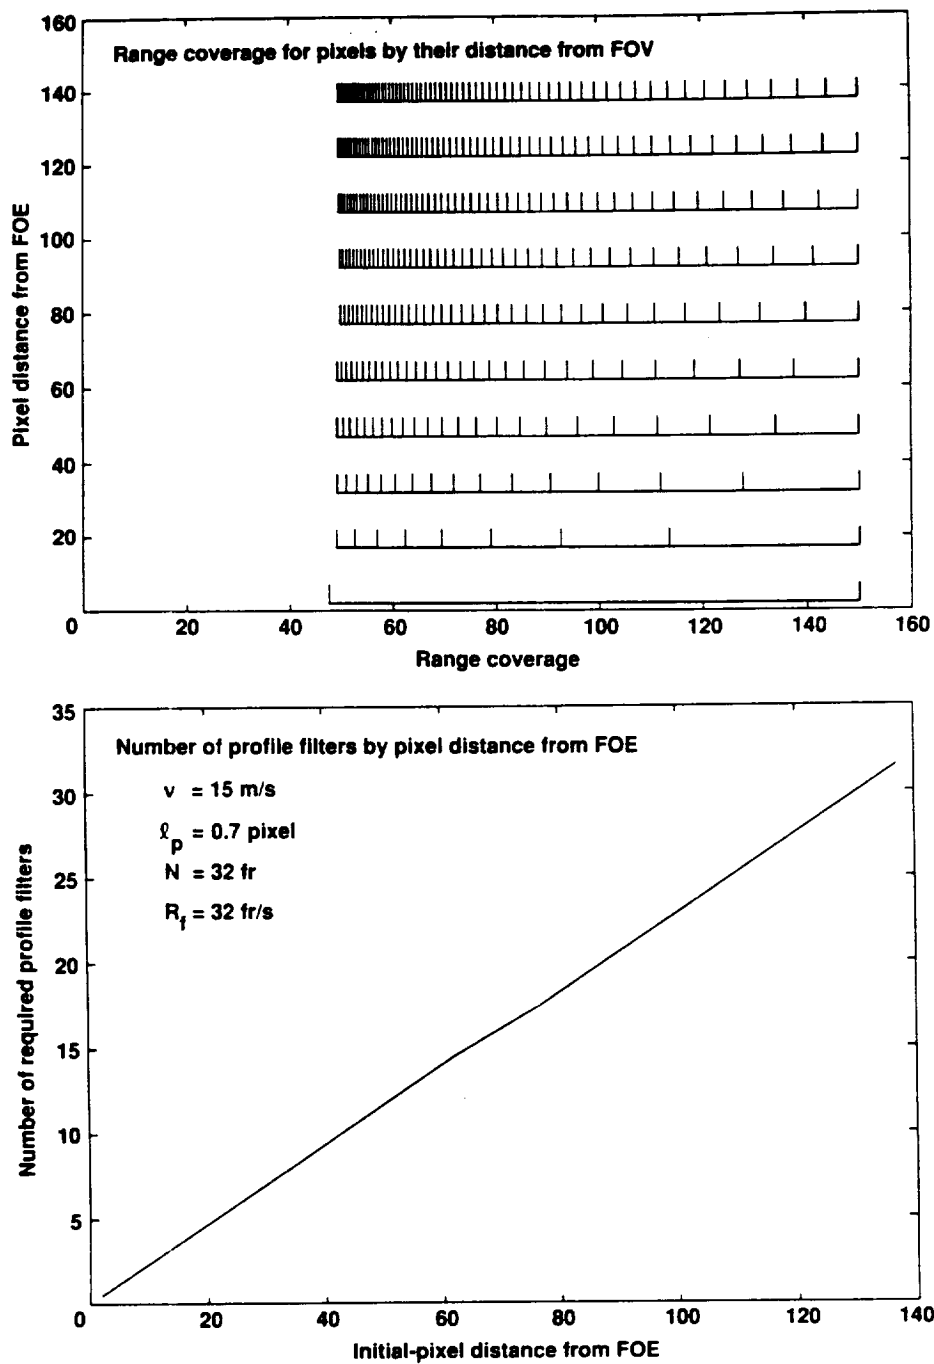 160
Range coverage for pixels by their distance from FOV
140
120
100
80
60
40
20
Pixel distance from FOE
0 20 40 60 80 100 120 140 160
Range coverage
35
Number of profile filters by pixel distance from FOE
v = 15 m/s
30
ℓp = 0.7 pixel
N = 32 fr
25
Rf = 32 fr/s
20
15
10
5
Number of required profile filters
0 20 40 60 80 100 120 140
Initial-pixel distance from FOE